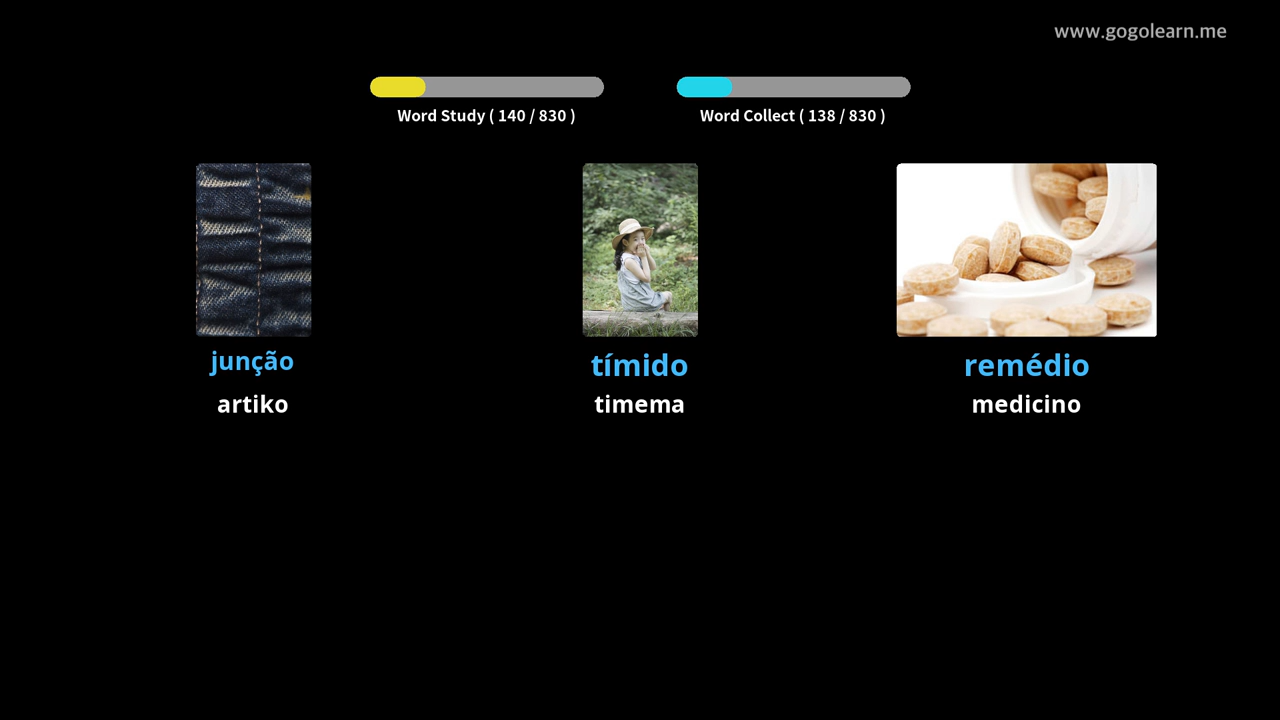 www.gogolearn.me
Word Study ( 140 / 830 )
Word Collect ( 138 / 830 )
junção
tímido
remédio
artiko
timema
medicino